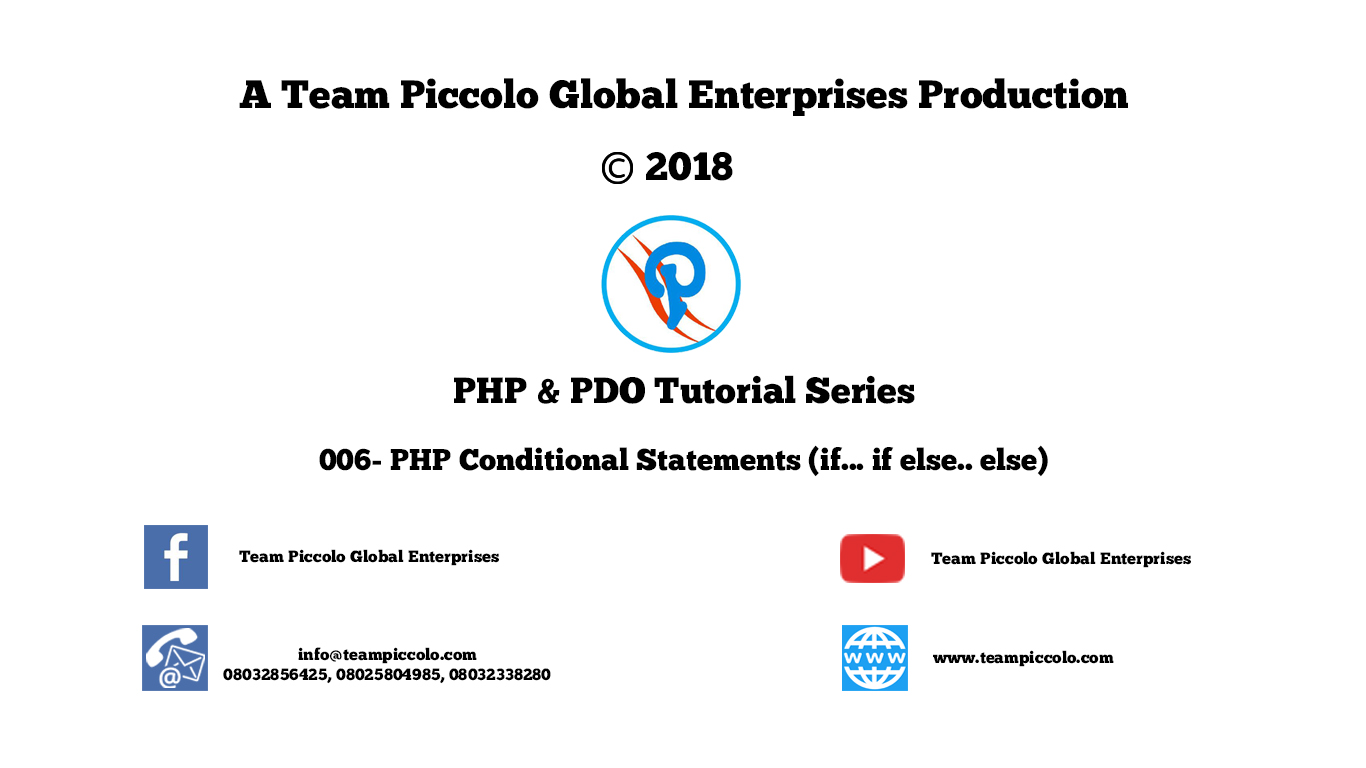 A Team Piccolo Global Enterprises Production
© 2018
P
PHP & PDO Tutorial Series
006- PHP Conditional Statements (if... if else.. else)
f
Team Piccolo Global Enterprises
Team Piccolo Global Enterprises
@
info@teampiccolo.com
08032856425, 08025804985, 08032338280
www
www.teampiccolo.com